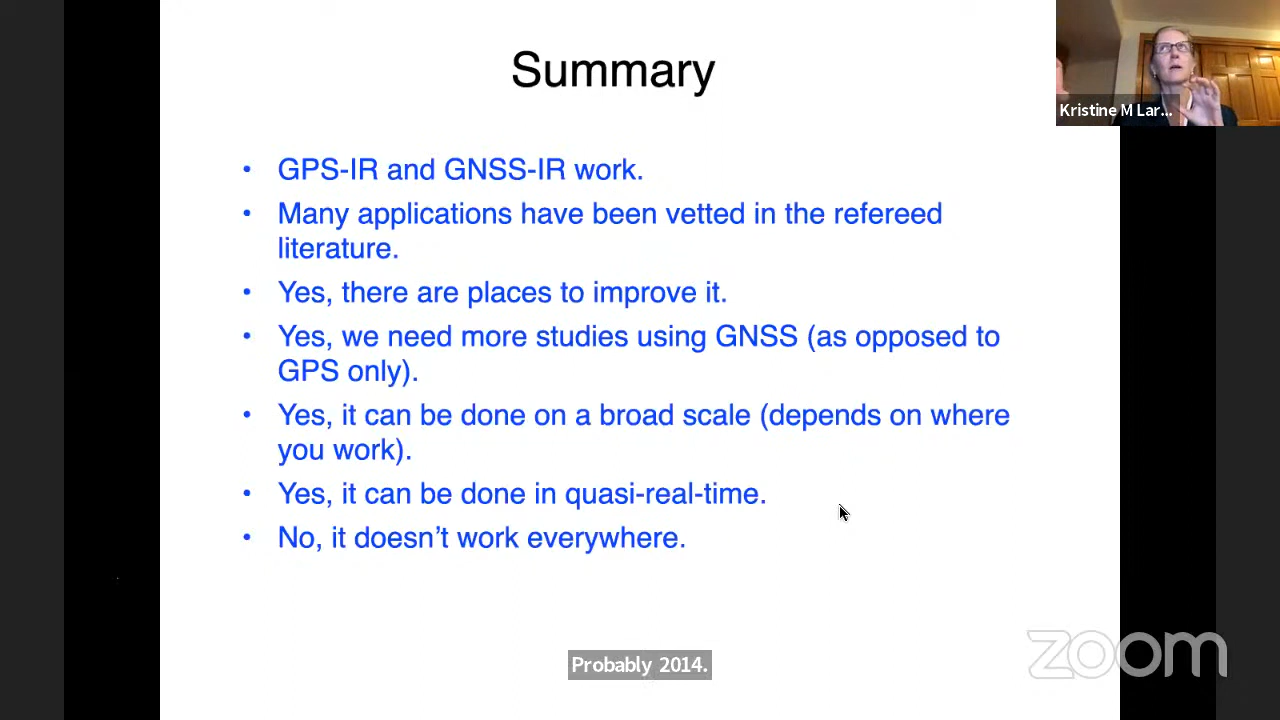 Summary
• GPS-IR and GNSS-IR work.
• Many applications have been vetted in the refereed
literature.
• Yes, there are places to improve it.
• Yes, we need more studies using GNSS (as opposed to
GPS only).
• Yes, it can be done on a broad scale (depends on where
you work).
• Yes, it can be done in quasi-real-time.
• No, it doesn't work everywhere.
Kristine M Lar...
Probably 2014.
zoom